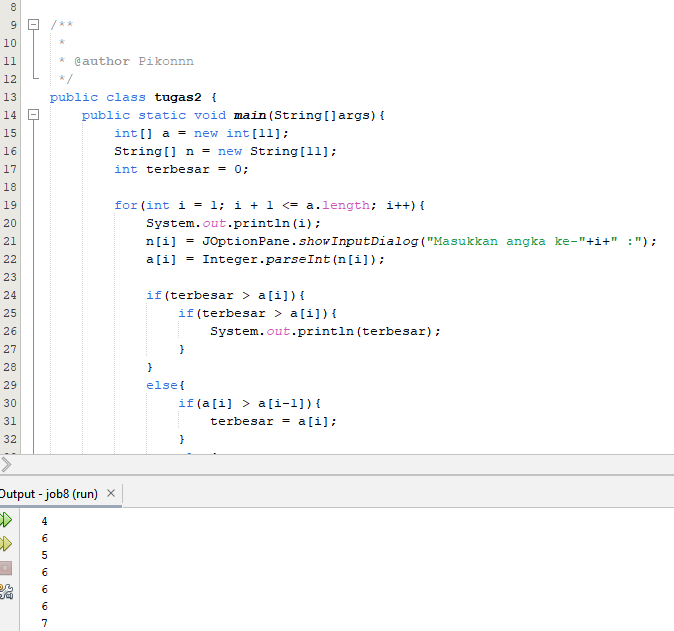 8
9 /**
10 *
11 * @author Pikonnn
12 */
13 public class tugas2 {
14 public static void main(String[]args){
15 int[] a = new int[11];
16 String[] n = new String[11];
17 int terbesar = 0;
18
19 for(int i = 1; i + 1 <= a.length; i++){
20 System.out.println(i);
21 n[i] = JOptionPane.showInputDialog("Masukkan angka ke-"+i+" :");
22 a[i] = Integer.parseInt(n[i]);
23
24 if(terbesar > a[i]){
25 if(terbesar > a[i]){
26 System.out.println(terbesar);
27 }
28 }
29 else{
30 if(a[i] > a[i-1]){
31 terbesar = a[i];
32 }
Output - job8 (run) ×
4
6
5
6
6
6
7